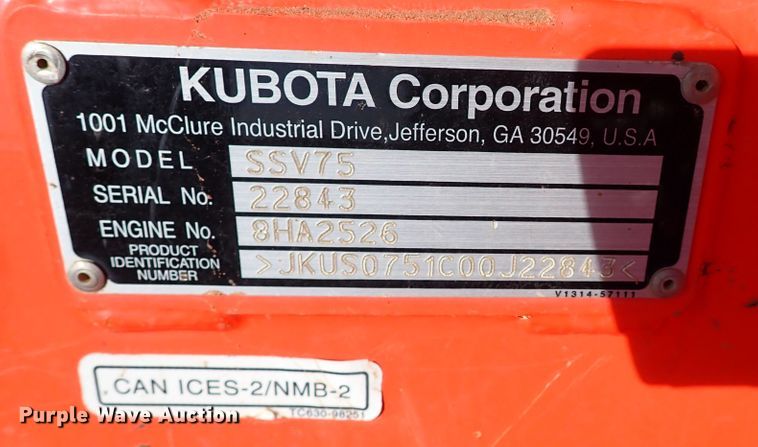 KUBOTA Corporation
1001 McClure Industrial Drive,Jefferson, GA 30549, U.S.A
MODEL SSV75
SERIAL No. 22843
ENGINE No. 8HA2526
PRODUCT IDENTIFICATION NUMBER >JKUS0751C00J22843<
V1314-57111
CAN ICES-2/NMB-2
TC630-98251
Purple Wave Auction